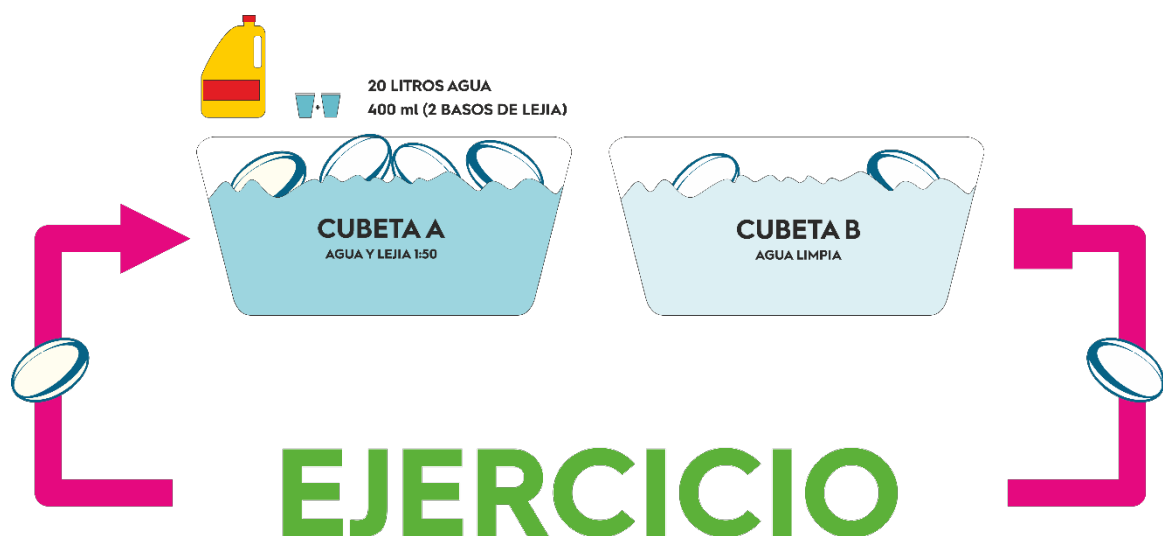 20 LITROS AGUA
400 ml (2 BASOS DE LEJIA)
CUBETA A
AGUA Y LEJIA 1:50
CUBETA B
AGUA LIMPIA
EJERCICIO